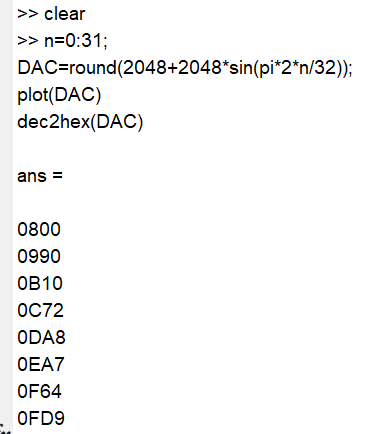 >> clear
>> n=0:31;
DAC=round(2048+2048*sin(pi*2*n/32));
plot(DAC)
dec2hex(DAC)
ans =
0800
0990
0B10
0C72
0DA8
0EA7
0F64
0FD9